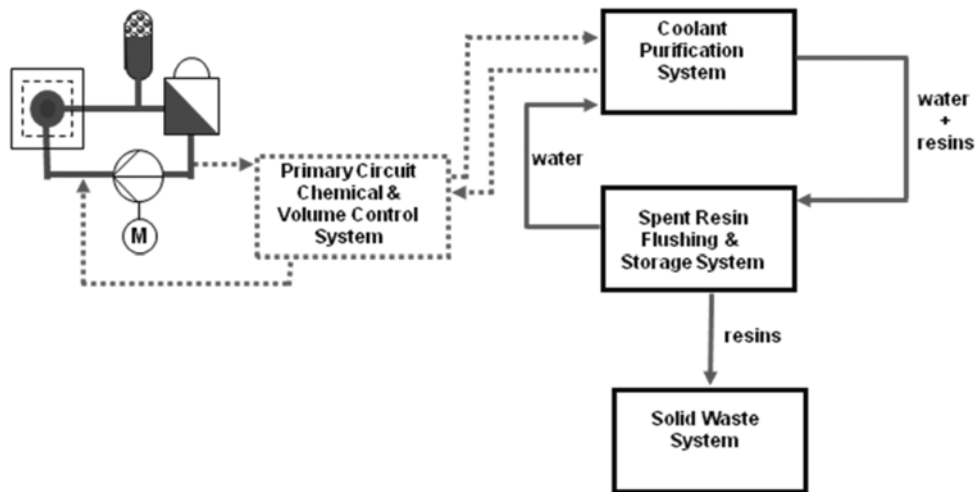 Coolant
Purification
System
water
+
resins
water
Primary Circuit
Chemical &
Volume Control
System
M
Spent Resin
Flushing &
Storage System
resins
Solid Waste
System